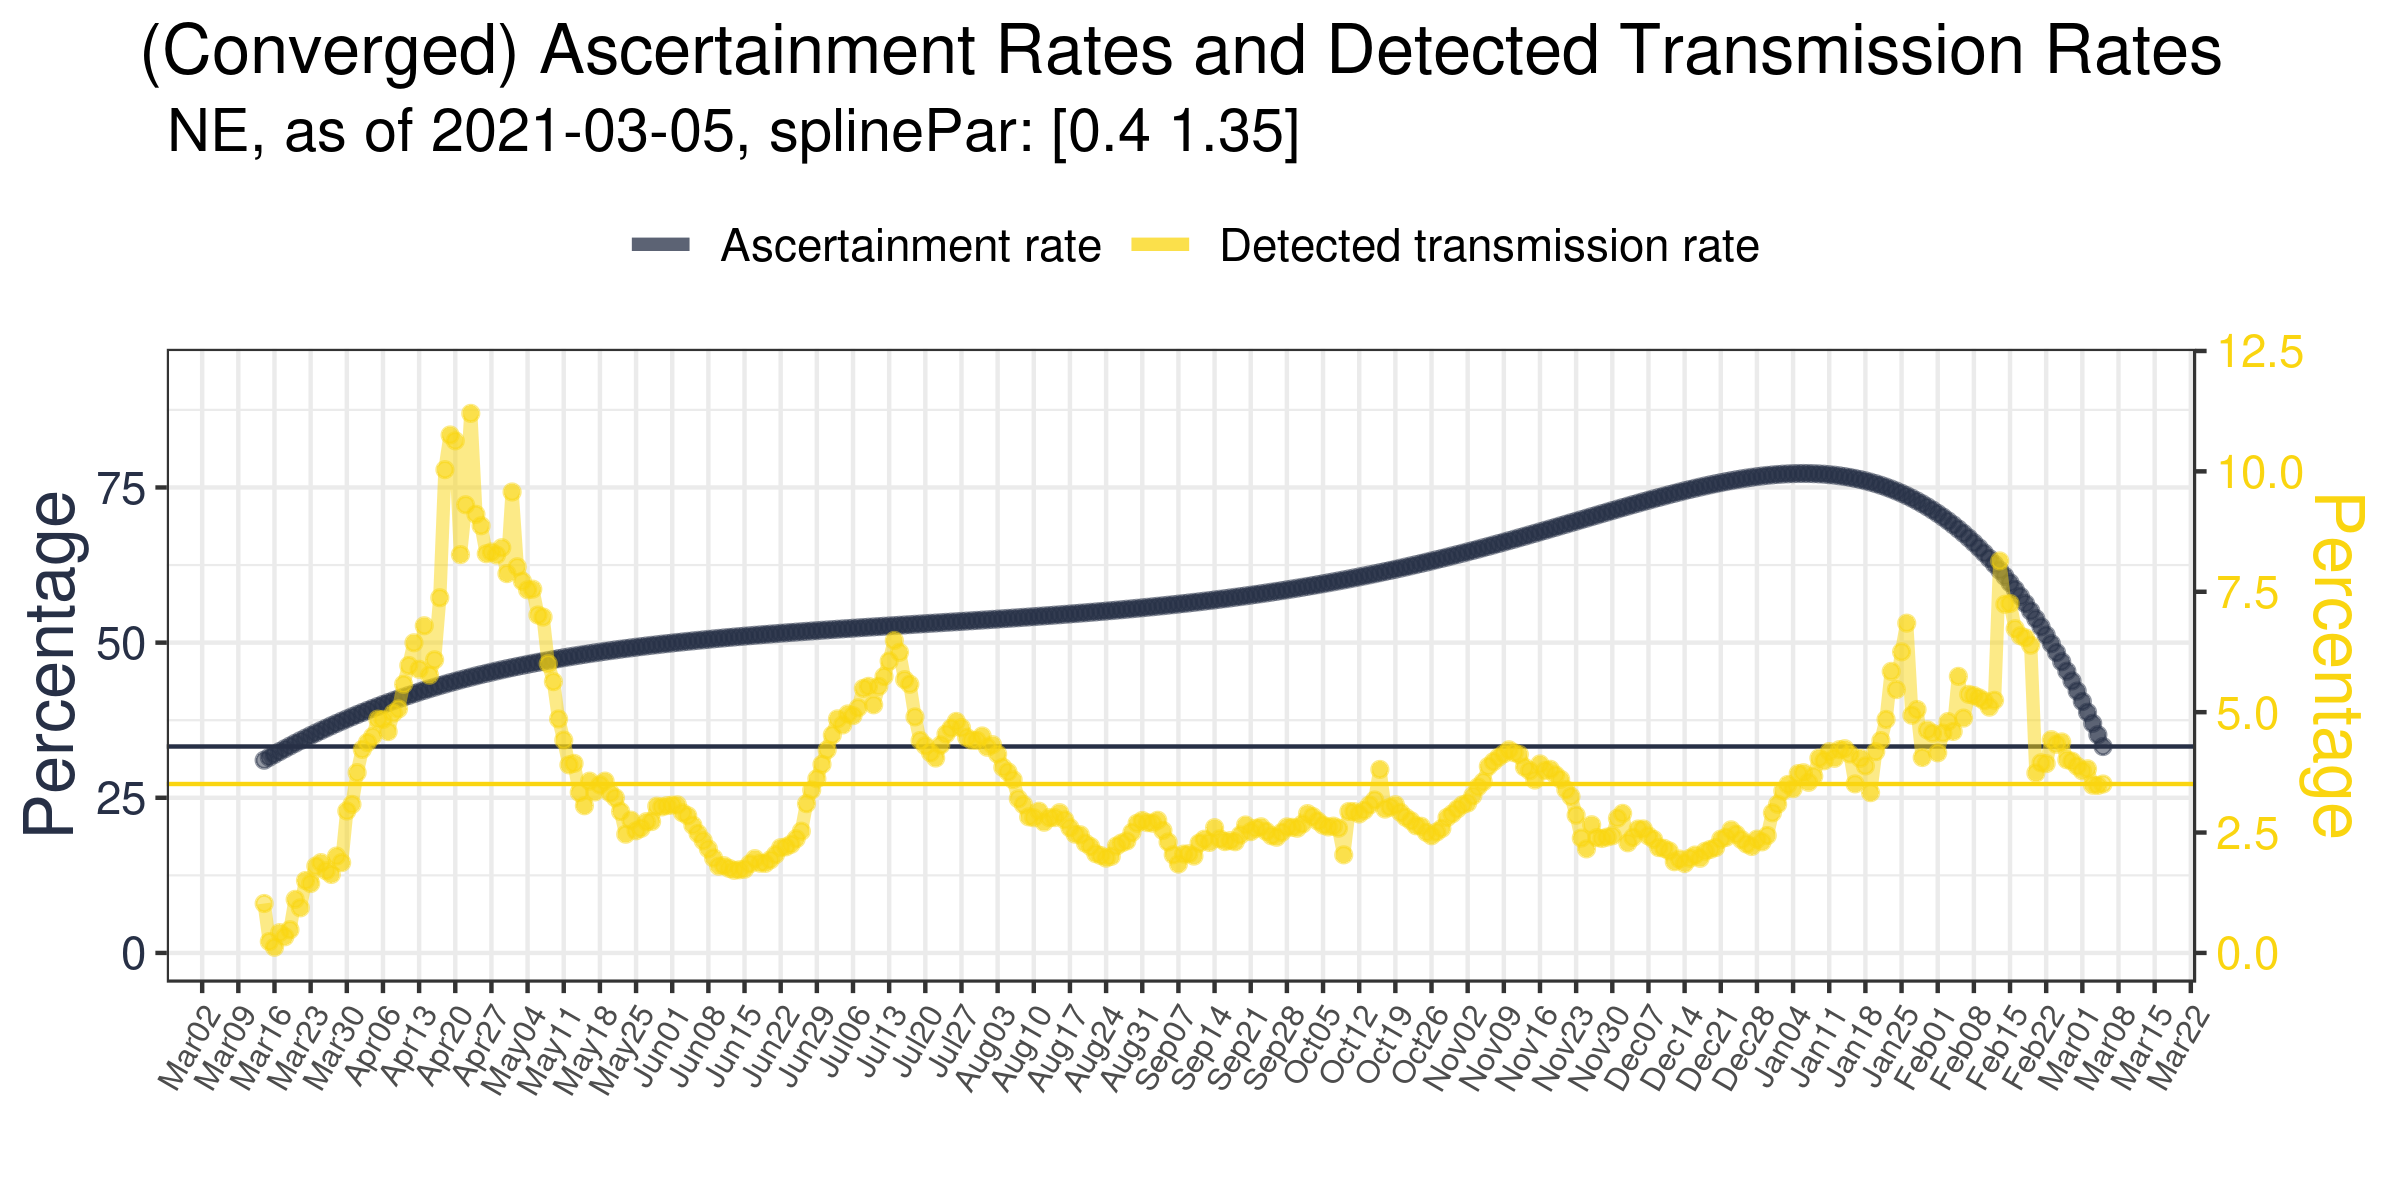 (Converged) Ascertainment Rates and Detected Transmission Rates
NE, as of 2021-03-05, splinePar: [0.4 1.35]
Ascertainment rate
Detected transmission rate
Percentage
75
50
25
0
12.5
10.0
7.5
5.0
2.5
0.0
Percentage
Mar02
Mar09
Mar16
Mar23
Mar30
Apr06
Apr13
Apr20
Apr27
May04
May11
May18
May25
Jun01
Jun08
Jun15
Jun22
Jun29
Jul06
Jul13
Jul20
Jul27
Aug03
Aug10
Aug17
Aug24
Aug31
Sep07
Sep14
Sep21
Sep28
Oct05
Oct12
Oct19
Oct26
Nov02
Nov09
Nov16
Nov23
Nov30
Dec07
Dec14
Dec21
Dec28
Jan04
Jan11
Jan18
Jan25
Feb01
Feb08
Feb15
Feb22
Mar01
Mar08
Mar15
Mar22